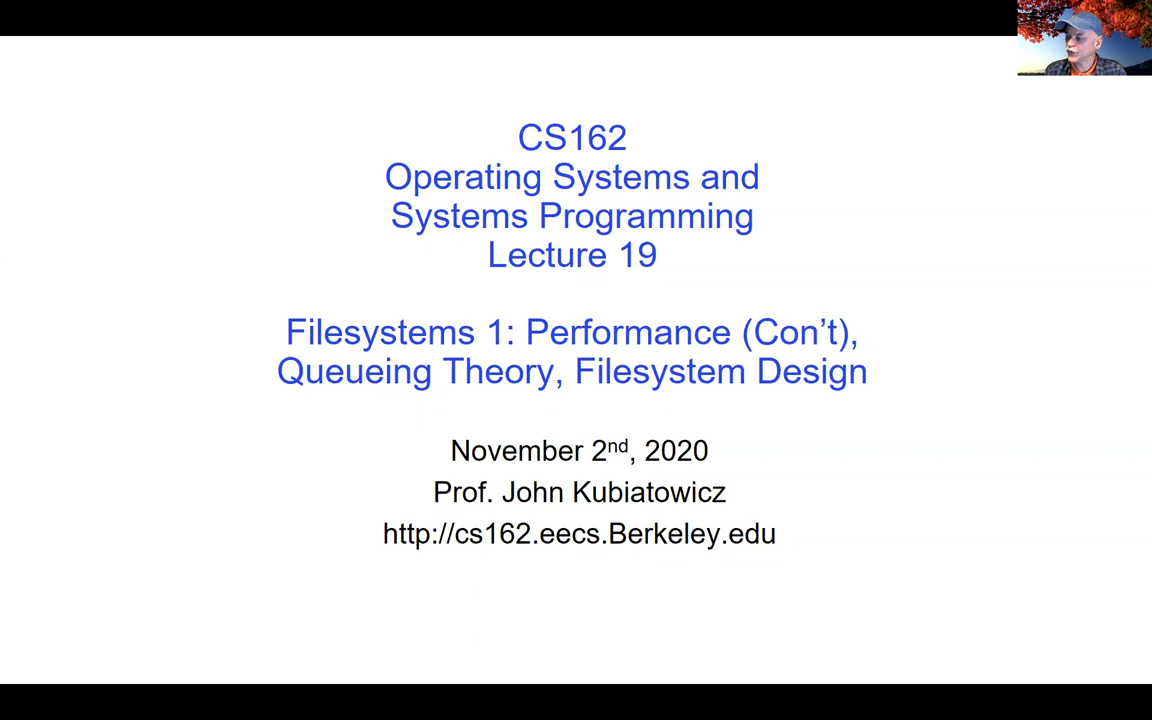 CS162
Operating Systems and
Systems Programming
Lecture 19
Filesystems 1: Performance (Con’t),
Queueing Theory, Filesystem Design
November 2nd, 2020
Prof. John Kubiatowicz
http://cs162.eecs.Berkeley.edu